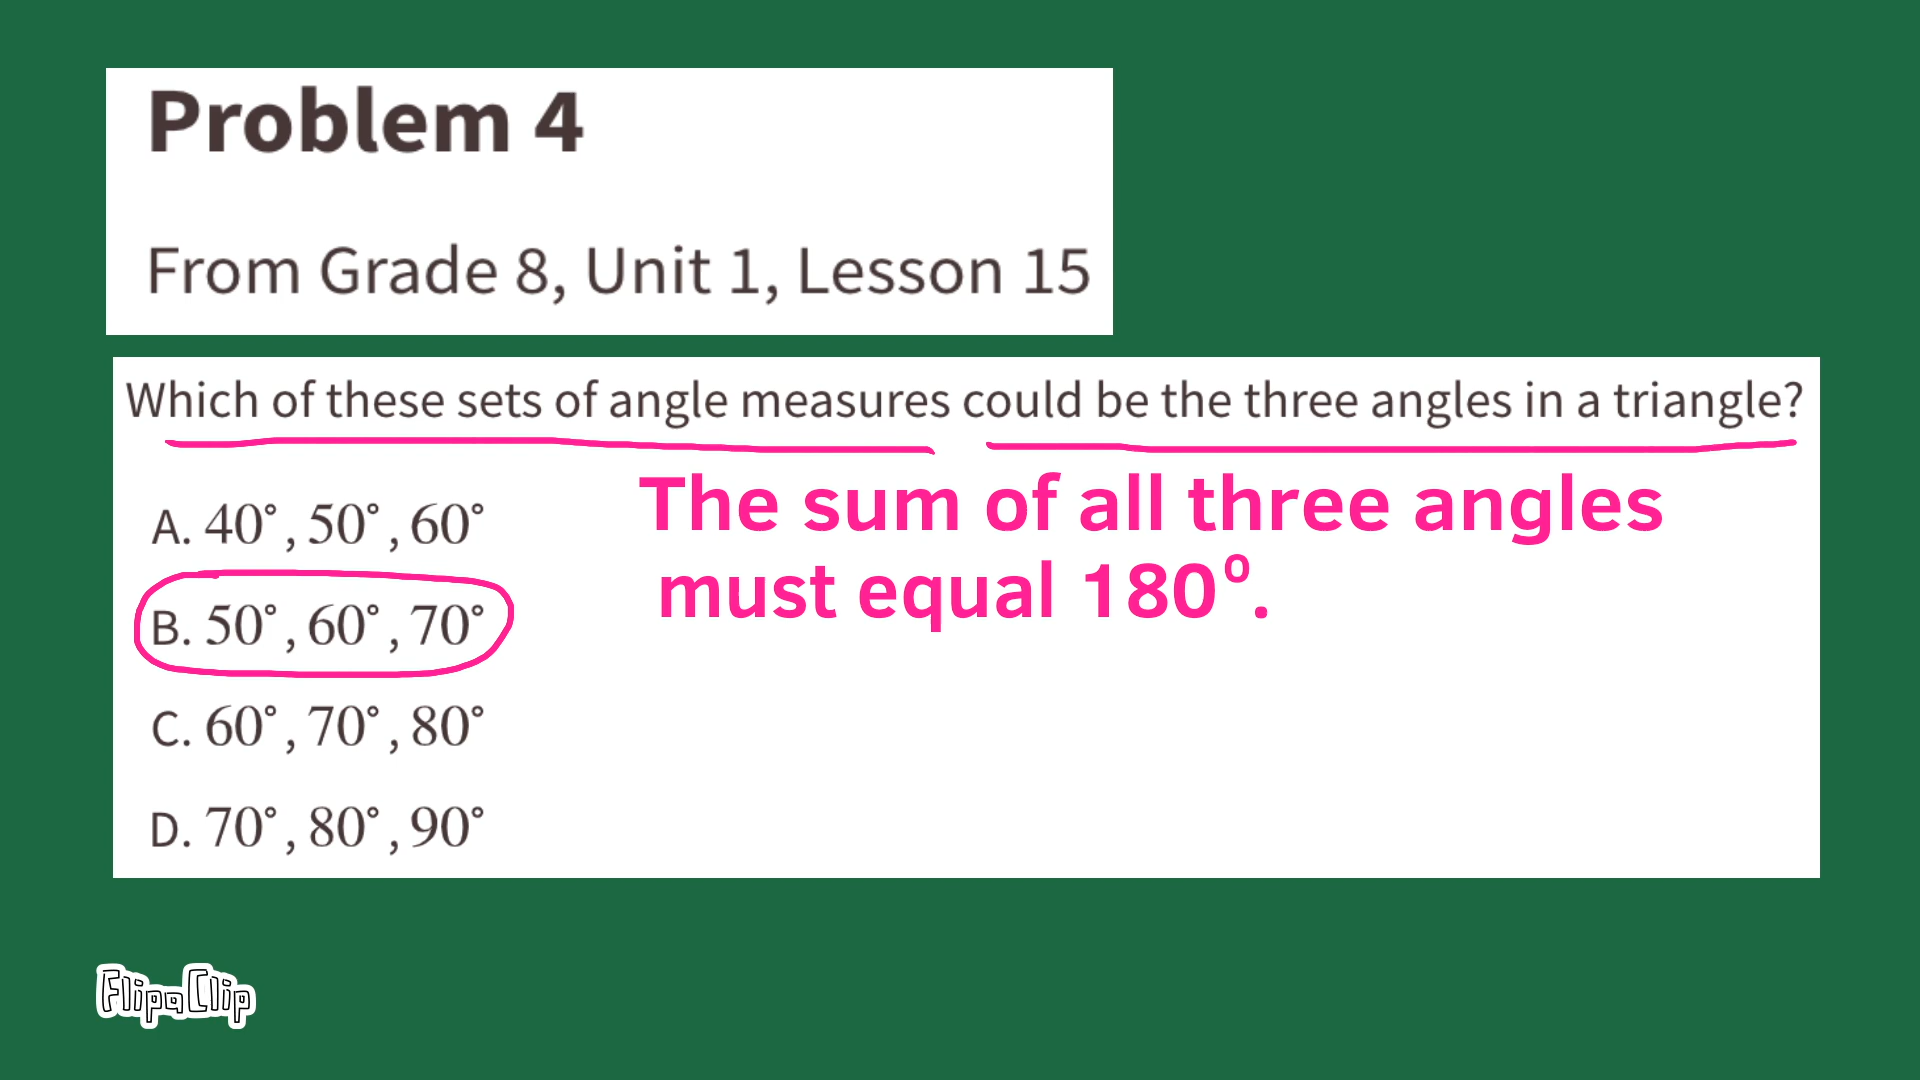 Problem 4
From Grade 8, Unit 1, Lesson 15
Which of these sets of angle measures could be the three angles in a triangle?
A. 40°, 50°, 60°
B. 50°, 60°, 70°
C. 60°, 70°, 80°
D. 70°, 80°, 90°
The sum of all three angles
must equal 180º.
FlipaClip